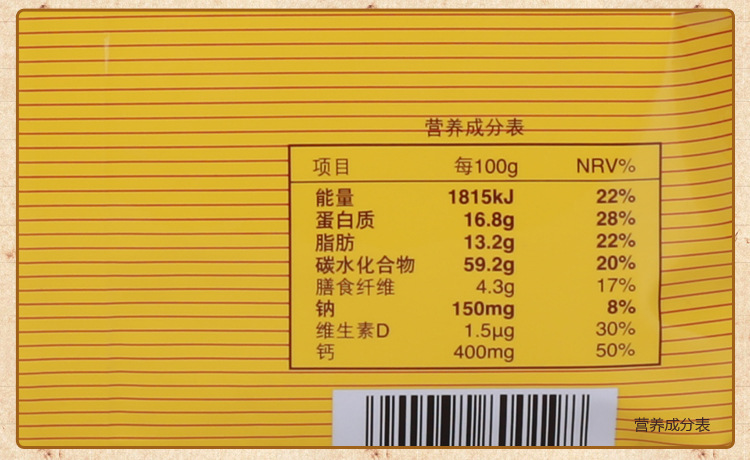 营养成分表
项目 每100g NRV%
能量 1815kJ 22%
蛋白质 16.8g 28%
脂肪 13.2g 22%
碳水化合物 59.2g 20%
膳食纤维 4.3g 17%
钠 150mg 8%
维生素D 1.5μg 30%
钙 400mg 50%
营养成分表